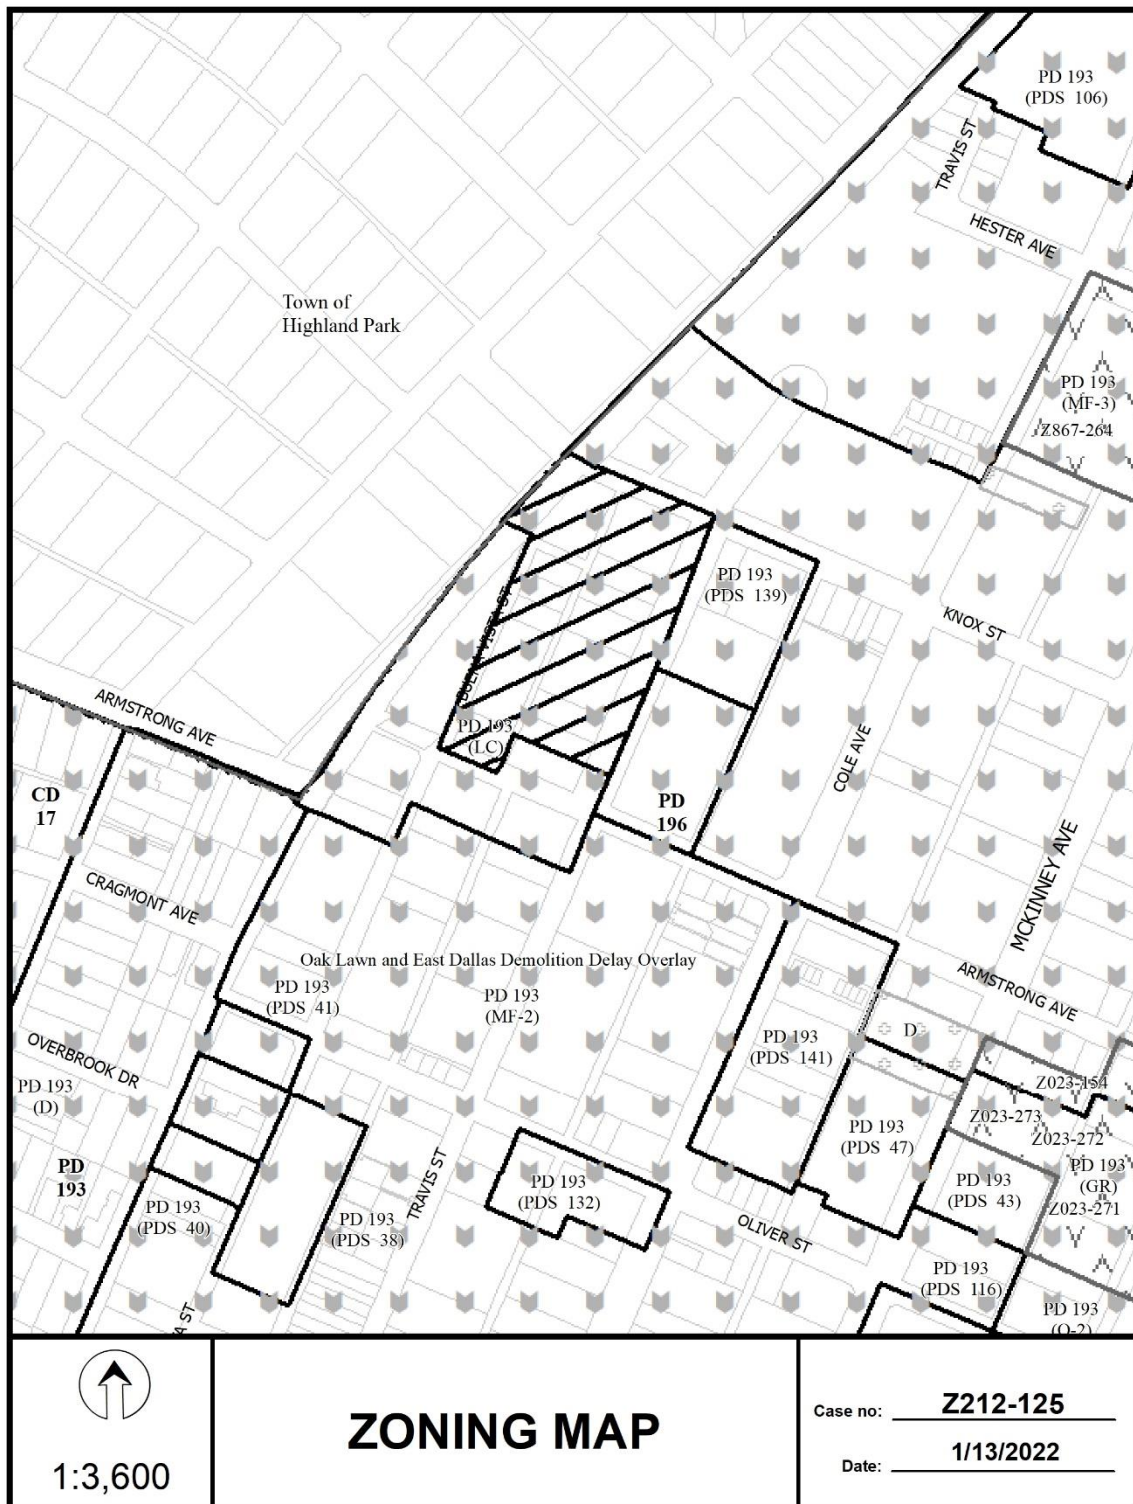 PD 193
(PDS 106)
TRAVIS ST
HESTER AVE
Town of
Highland Park
PD 193
(MF-3)
Z867-264
PD 193
(PDS 139)
KNOX ST
BUENA VISTA ST
ARMSTRONG AVE
PD 193
(LC)
COLE AVE
CD
17
PD
196
MCKINNEY AVE
CRAGMONT AVE
Oak Lawn and East Dallas Demolition Delay Overlay
ARMSTRONG AVE
PD 193
(PDS 41)
PD 193
(MF-2)
D
PD 193
(PDS 141)
OVERBROOK DR
PD 193
(D)
Z023-154
Z023-273
Z023-272
PD 193
(PDS 47)
PD
193
PD 193
(GR)
Z023-271
PD 193
(PDS 43)
TRAVIS ST
PD 193
(PDS 132)
PD 193
(PDS 40)
PD 193
(PDS 38)
OLIVER ST
PD 193
(PDS 116)
PD 193
(O-2)
A ST
1:3,600
ZONING MAP
Case no: Z212-125
Date: 1/13/2022